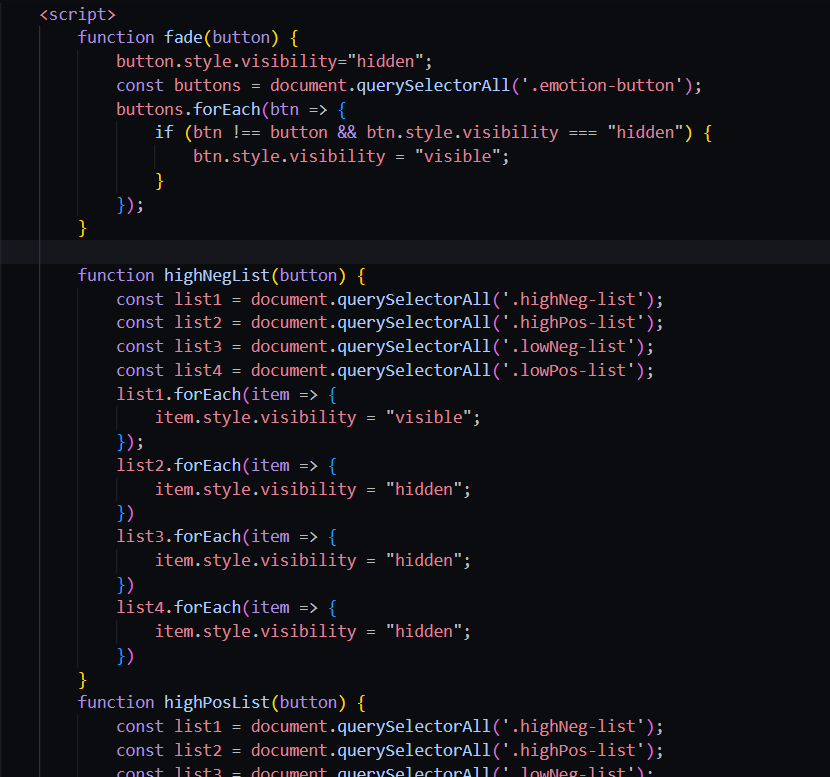 <script>
function fade(button) {
button.style.visibility="hidden";
const buttons = document.querySelectorAll('.emotion-button');
buttons.forEach(btn => {
if (btn !== button && btn.style.visibility === "hidden") {
btn.style.visibility = "visible";
}
});
}
function highNegList(button) {
const list1 = document.querySelectorAll('.highNeg-list');
const list2 = document.querySelectorAll('.highPos-list');
const list3 = document.querySelectorAll('.lowNeg-list');
const list4 = document.querySelectorAll('.lowPos-list');
list1.forEach(item => {
item.style.visibility = "visible";
});
list2.forEach(item => {
item.style.visibility = "hidden";
})
list3.forEach(item => {
item.style.visibility = "hidden";
})
list4.forEach(item => {
item.style.visibility = "hidden";
})
}
function highPosList(button) {
const list1 = document.querySelectorAll('.highNeg-list');
const list2 = document.querySelectorAll('.highPos-list');
const list3 = document.querySelectorAll('.lowNeg-list');